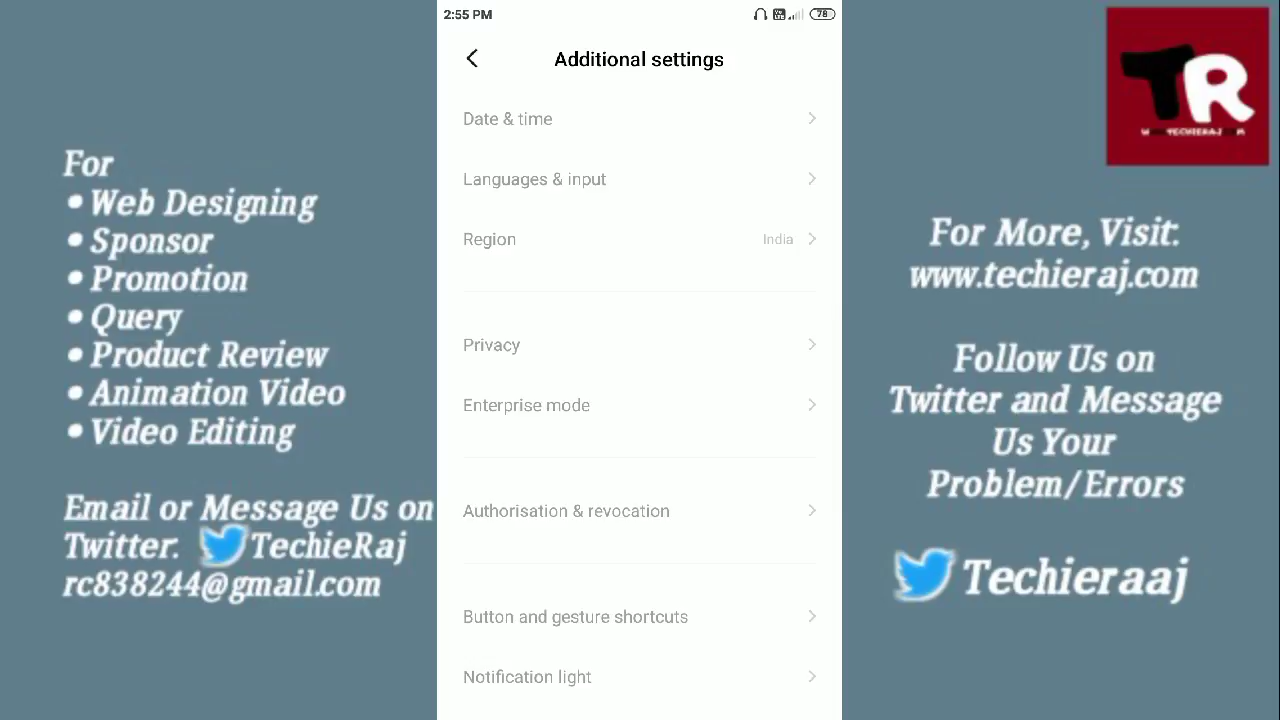 2:55 PM
78
Additional settings
Date & time
Languages & input
Region
India
Privacy
Enterprise mode
Authorisation & revocation
Button and gesture shortcuts
Notification light
For
• Web Designing
• Sponsor
• Promotion
• Query
• Product Review
• Animation Video
• Video Editing
Email or Message Us on
Twitter. TechieRaj
rc838244@gmail.com
TR
For More, Visit:
www.techieraj.com
Follow Us on
Twitter and Message
Us Your
Problem/Errors
Techieraaj